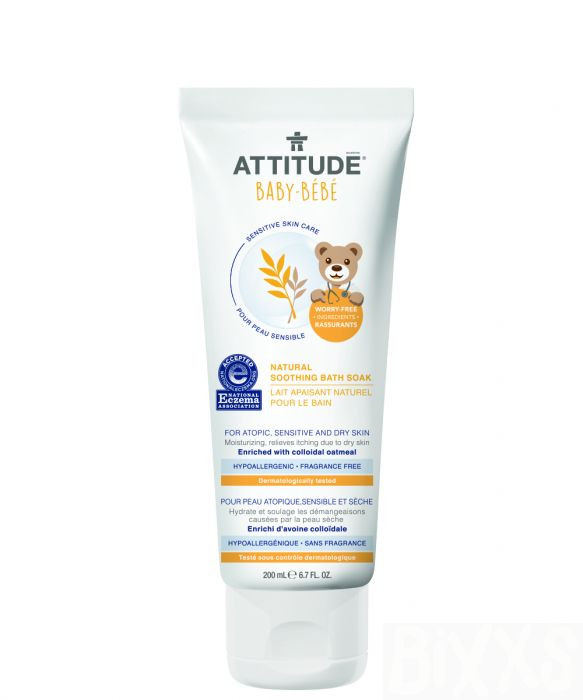 ATTITUDE®
BABY-BÉBÉ
SENSITIVE SKIN CARE
POUR PEAU SENSIBLE
WORRY-FREE
• INGREDIENTS •
RASSURANTS
ACCEPTED
NATIONALECZEMA.ORG
e
NATIONAL
Eczema
ASSOCIATION
NATURAL
SOOTHING BATH SOAK
LAIT APAISANT NATUREL
POUR LE BAIN
FOR ATOPIC, SENSITIVE AND DRY SKIN
Moisturizing, relieves itching due to dry skin
Enriched with colloidal oatmeal
HYPOALLERGENIC • FRAGRANCE FREE
Dermatologically tested
POUR PEAU ATOPIQUE,SENSIBLE ET SÈCHE
Hydrate et soulage les démangeaisons
causées par la peau sèche
Enrichi d'avoine colloïdale
HYPOALLERGÉNIQUE • SANS FRAGRANCE
Testé sous contrôle dermatologique
200 mL ℮ 6.7 FL. OZ.
BiXXS